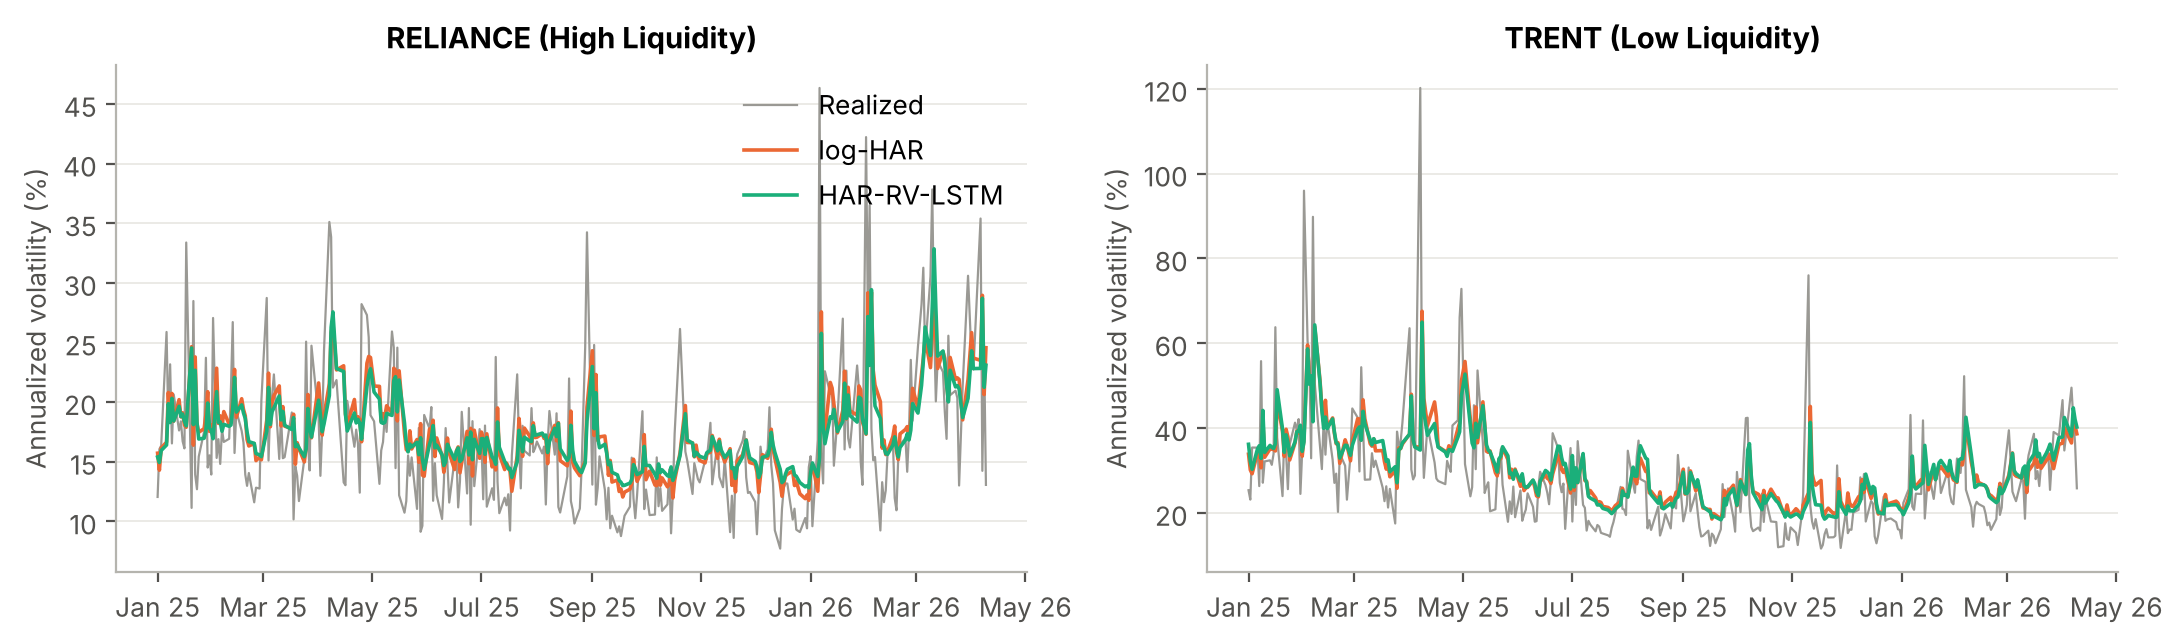 RELIANCE (High Liquidity)
Annualized volatility (%)
45
40
35
30
25
20
15
10
Realized
log-HAR
HAR-RV-LSTM
Jan 25 Mar 25 May 25 Jul 25 Sep 25 Nov 25 Jan 26 Mar 26 May 26
TRENT (Low Liquidity)
Annualized volatility (%)
120
100
80
60
40
20
Jan 25 Mar 25 May 25 Jul 25 Sep 25 Nov 25 Jan 26 Mar 26 May 26